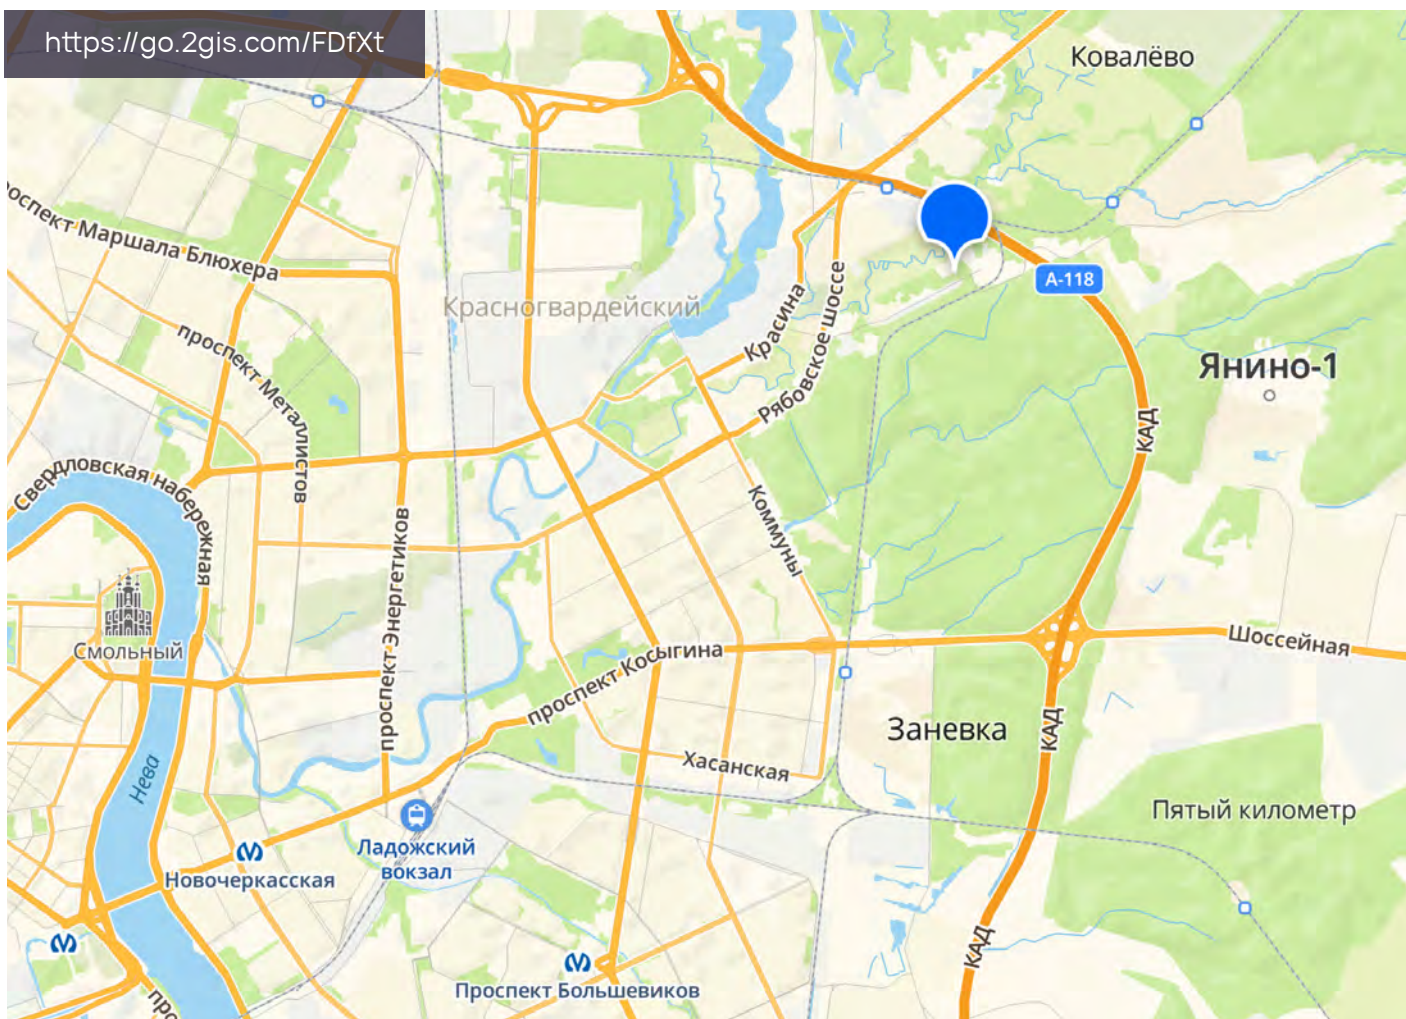 https://go.2gis.com/FDfXt
Ковалёво
проспект Маршала Блюхера
А-118
Красногвардейский
Красина
Рябовское шоссе
проспект Металлистов
Янино-1
КАД
Свердловская набережная
Коммуны
проспект Энергетиков
Смольный
Шоссейная
проспект Косыгина
КАД
Заневка
Хасанская
Нева
Пятый километр
Ладожский
вокзал
Новочеркасская
КАД
Проспект Большевиков